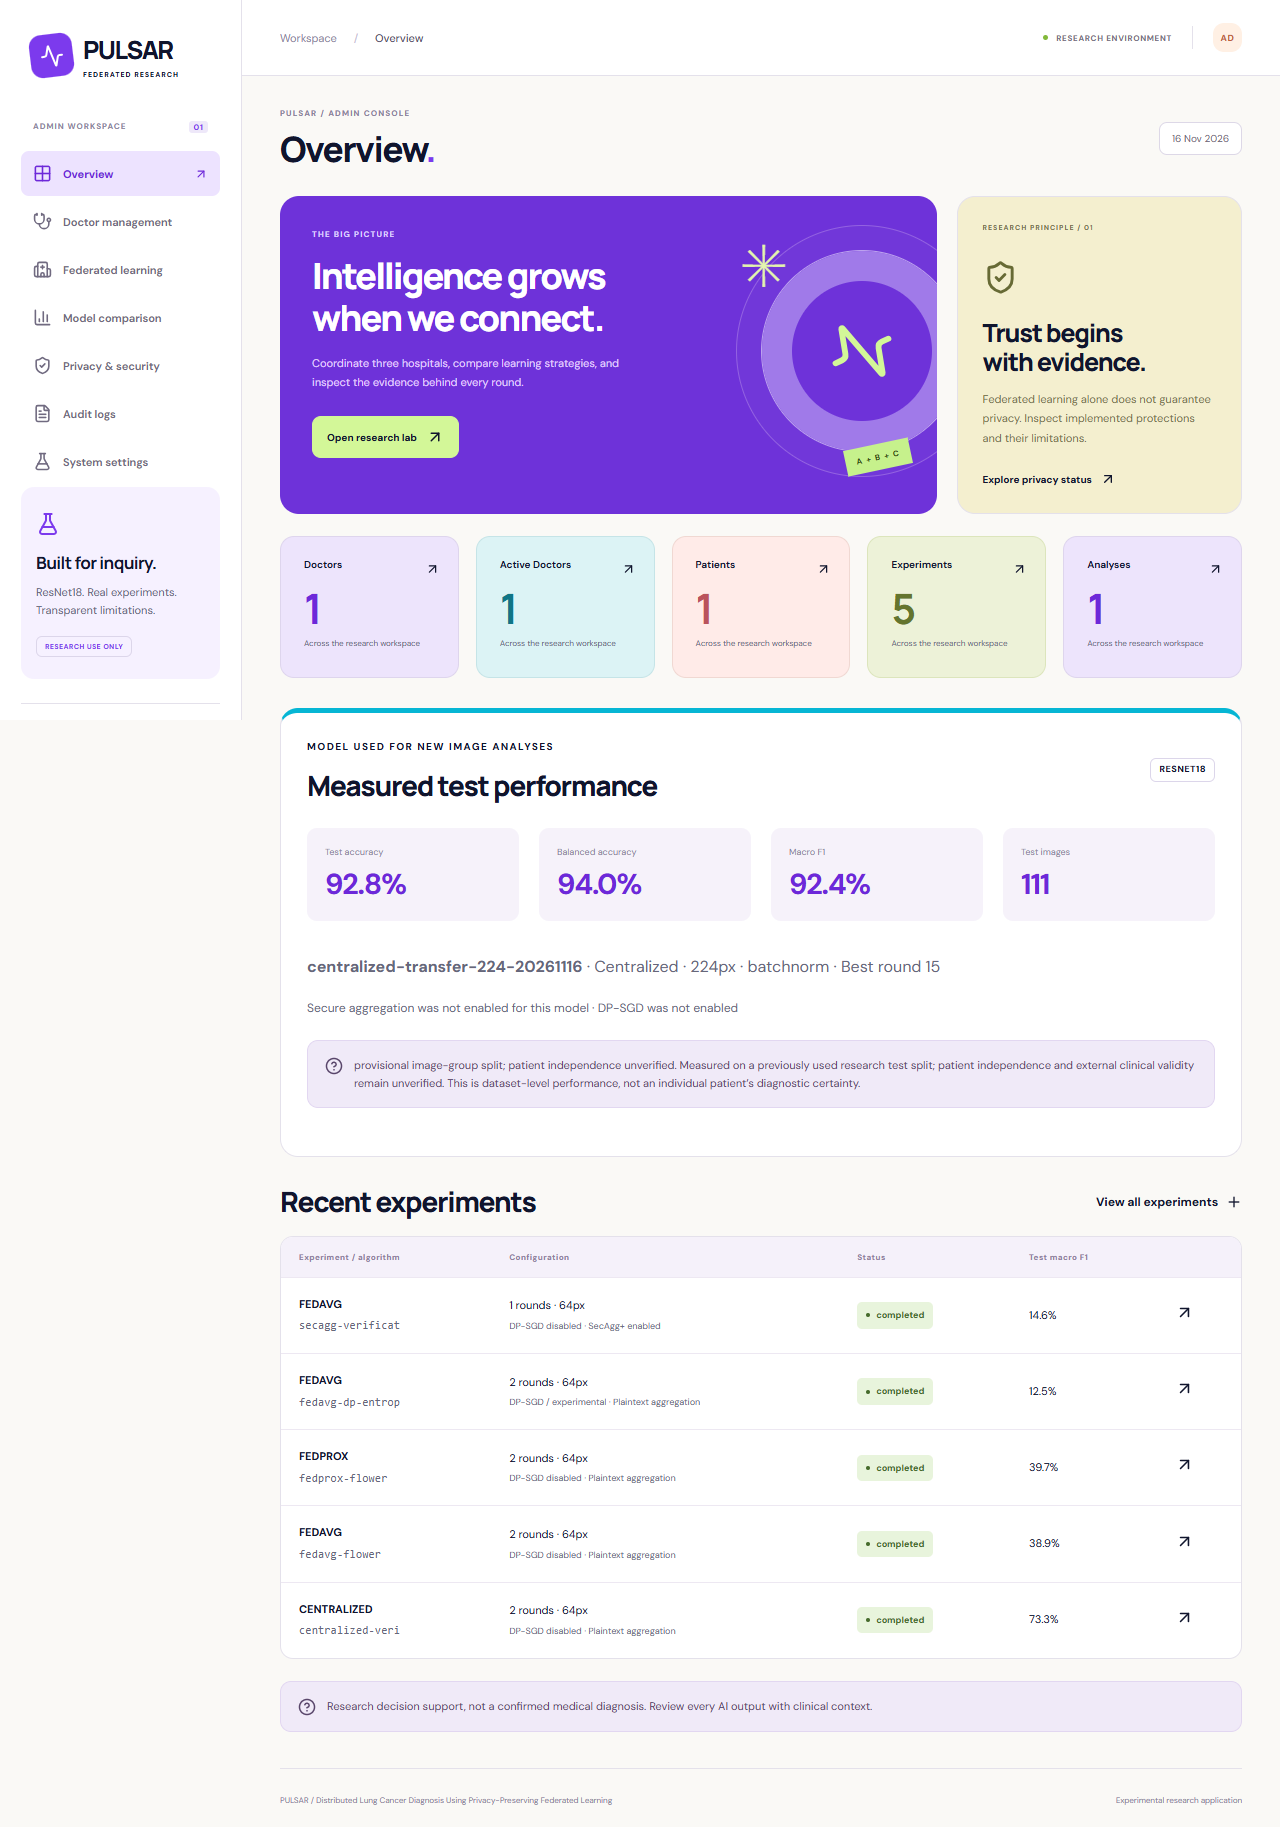 PULSAR
FEDERATED RESEARCH
ADMIN WORKSPACE 01
Overview
Doctor management
Federated learning
Model comparison
Privacy & security
Audit logs
System settings
Built for inquiry.
ResNet18. Real experiments.
Transparent limitations.
RESEARCH USE ONLY
Workspace / Overview
RESEARCH ENVIRONMENT
AD
PULSAR / ADMIN CONSOLE
Overview.
16 Nov 2026
THE BIG PICTURE
Intelligence grows
when we connect.
Coordinate three hospitals, compare learning strategies, and
inspect the evidence behind every round.
Open research lab
A + B + C
RESEARCH PRINCIPLE / 01
Trust begins
with evidence.
Federated learning alone does not guarantee
privacy. Inspect implemented protections
and their limitations.
Explore privacy status
Doctors
1
Across the research workspace
Active Doctors
1
Across the research workspace
Patients
1
Across the research workspace
Experiments
5
Across the research workspace
Analyses
1
Across the research workspace
MODEL USED FOR NEW IMAGE ANALYSES
Measured test performance
RESNET18
Test accuracy
92.8%
Balanced accuracy
94.0%
Macro F1
92.4%
Test images
111
centralized-transfer-224-20261116 · Centralized · 224px · batchnorm · Best round 15
Secure aggregation was not enabled for this model · DP-SGD was not enabled
provisional image-group split; patient independence unverified. Measured on a previously used research test split; patient independence and external clinical validity
remain unverified. This is dataset-level performance, not an individual patient's diagnostic certainty.
Recent experiments
View all experiments
Experiment / algorithm Configuration Status Test macro F1
FEDAVG
secagg-verificat
1 rounds · 64px
DP-SGD disabled · SecAgg+ enabled
completed
14.6%
FEDAVG
fedavg-dp-entrop
2 rounds · 64px
DP-SGD / experimental · Plaintext aggregation
completed
12.5%
FEDPROX
fedprox-flower
2 rounds · 64px
DP-SGD disabled · Plaintext aggregation
completed
39.7%
FEDAVG
fedavg-flower
2 rounds · 64px
DP-SGD disabled · Plaintext aggregation
completed
38.9%
CENTRALIZED
centralized-veri
2 rounds · 64px
DP-SGD disabled · Plaintext aggregation
completed
73.3%
Research decision support, not a confirmed medical diagnosis. Review every AI output with clinical context.
PULSAR / Distributed Lung Cancer Diagnosis Using Privacy-Preserving Federated Learning
Experimental research application